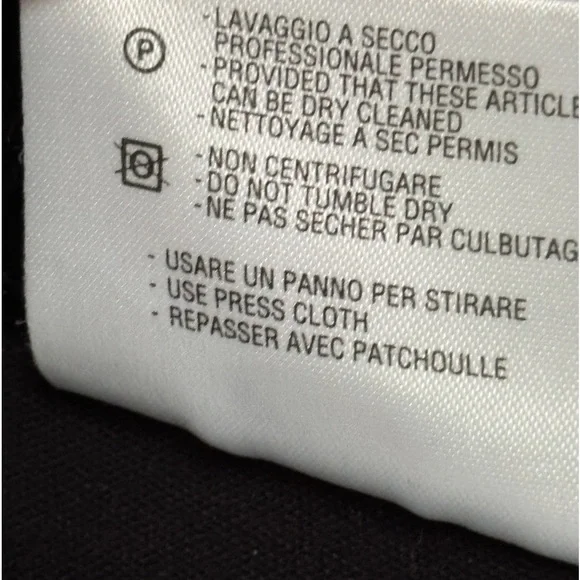 - LAVAGGIO A SECCO
PROFESSIONALE PERMESSO
- PROVIDED THAT THESE ARTICLE
CAN BE DRY CLEANED
- NETTOYAGE A SEC PERMIS
P
- NON CENTRIFUGARE
- DO NOT TUMBLE DRY
- NE PAS SECHER PAR CULBUTAG
- USARE UN PANNO PER STIRARE
- USE PRESS CLOTH
- REPASSER AVEC PATCHOULLE